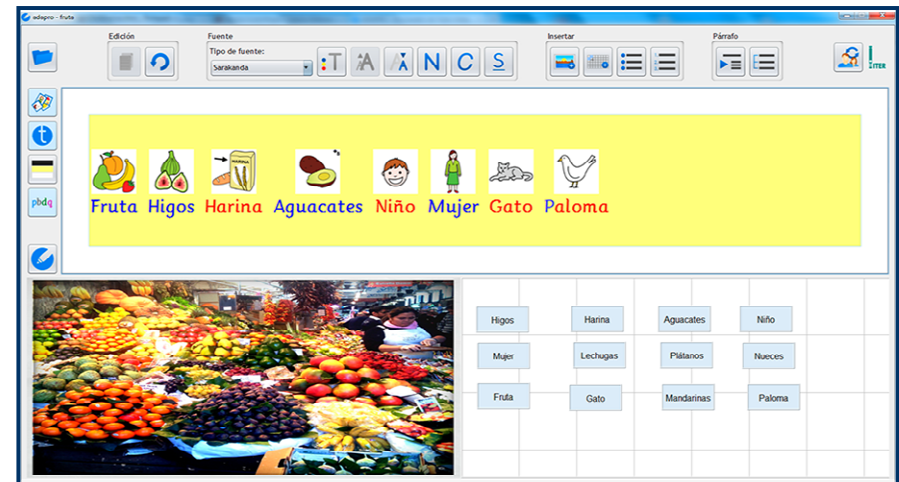 adapro - fruta
Edición Fuente Insertar Párrafo
Tipo de fuente:
Sarakanda
T A A N C S
ITER
t
pbdq
HARINA
Fruta Higos Harina Aguacates Niño Mujer Gato Paloma
Higos Harina Aguacates Niño
Mujer Lechugas Plátanos Nueces
Fruta Gato Mandarinas Paloma